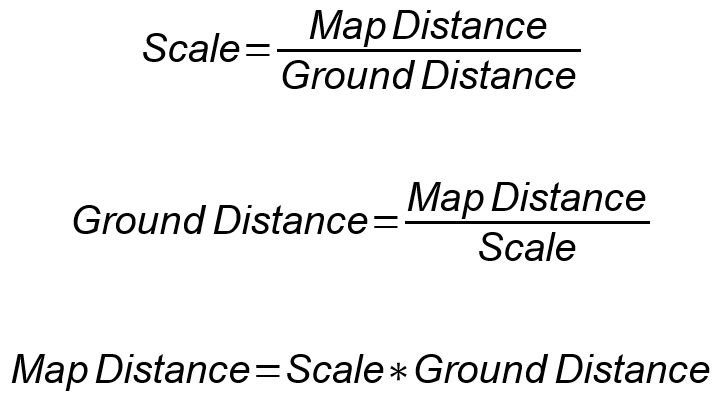 Scale = Map Distance / Ground Distance
Ground Distance = Map Distance / Scale
Map Distance = Scale * Ground Distance